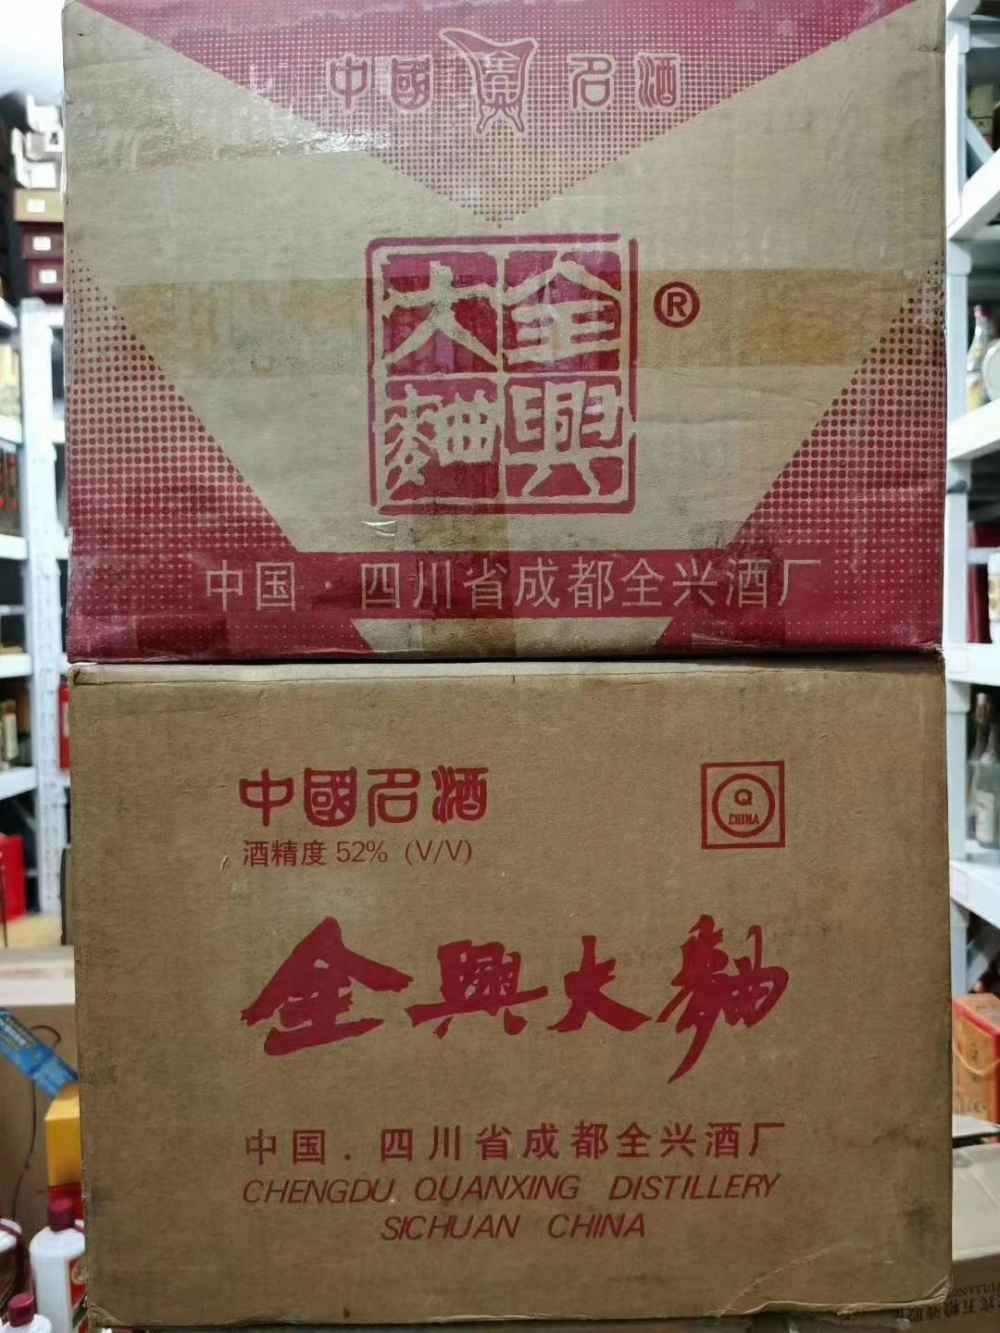 中國 名酒
大全
麯興
®
中国·四川省成都全兴酒厂
中國名酒
酒精度 52% (V/V)
Q
CHINA
全興大麯
中国．四川省成都全兴酒厂
CHENGDU QUANXING DISTILLERY
SICHUAN CHINA